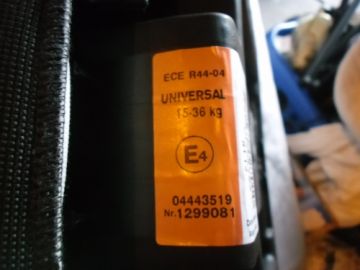 ECE R44-04
UNIVERSAL
15-36 kg
E4
04443519
Nr.1299081